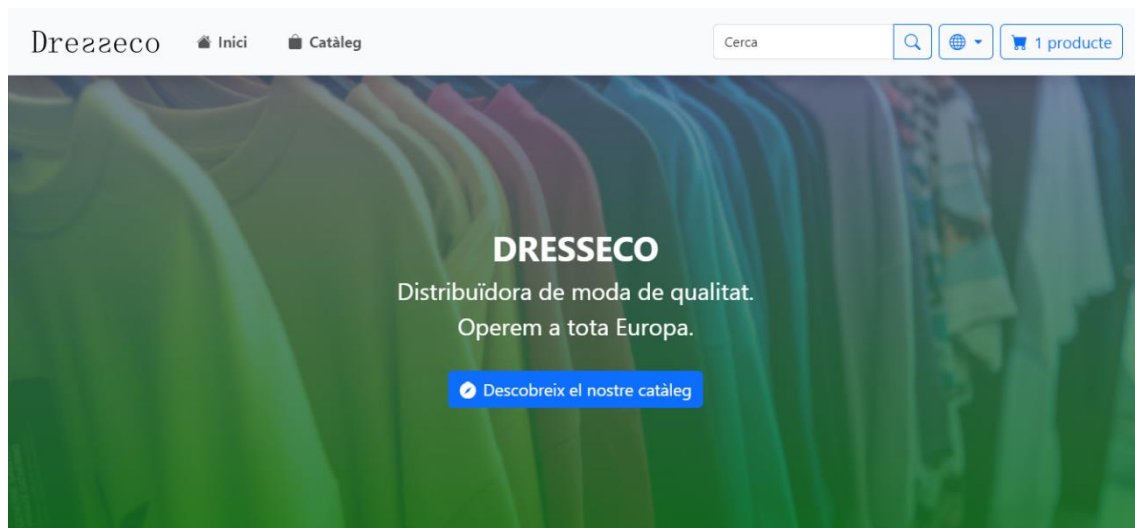 Dresseco
Inici
Catàleg
Cerca
1 producte
DRESSECO
Distribuïdora de moda de qualitat.
Operem a tota Europa.
Descobreix el nostre catàleg